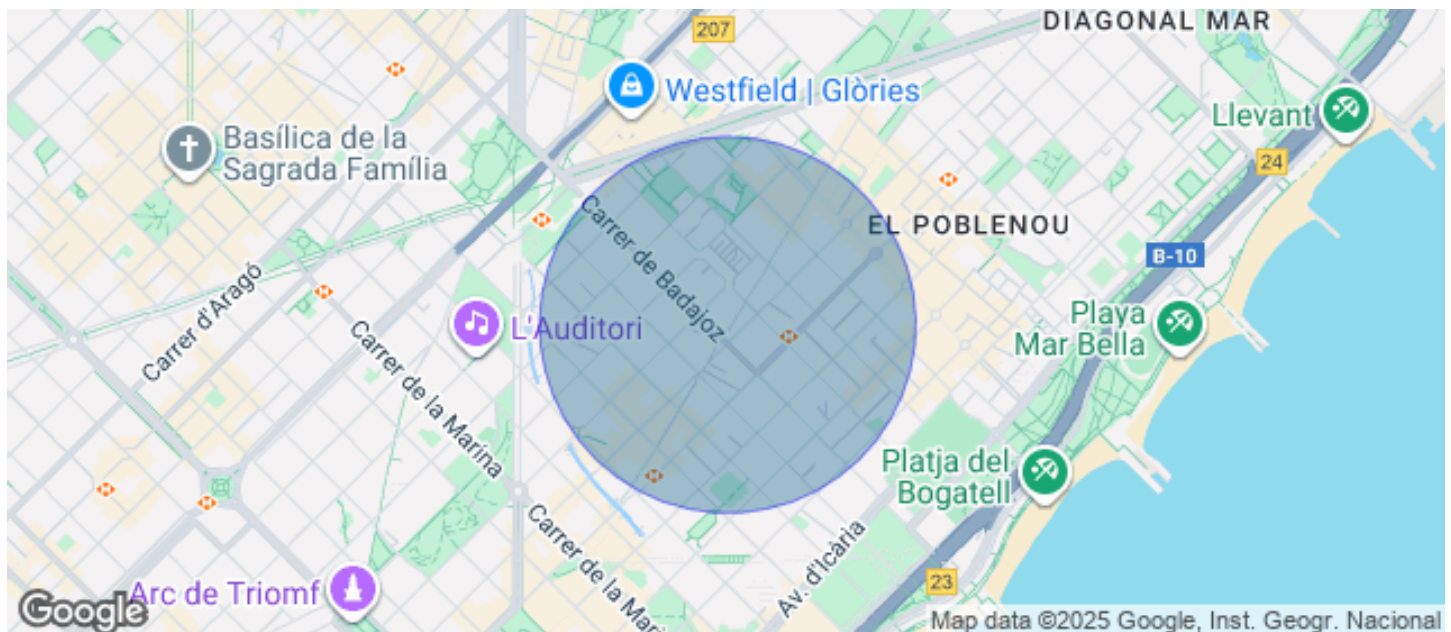 DIAGONAL MAR
207
Westfield | Glòries
Llevant
Basílica de la
Sagrada Família
24
Carrer de Badajoz
EL POBLENOU
B-10
Carrer d'Aragó
L'Auditori
Playa
Mar Bella
Carrer de la Marina
Platja del
Bogatell
Carrer de la Mari
Av. d'Icària
23
Arc de Triomf
Google
Map data ©2025 Google, Inst. Geogr. Nacional